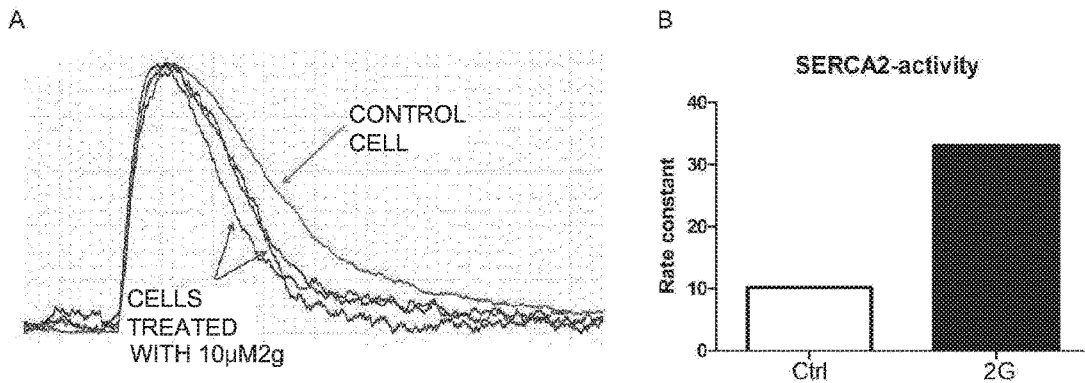 A
CONTROL
CELL
CELLS
TREATED
WITH 10µM2g
B
SERCA2-activity
Rate constant
40
30
20
10
0
Ctrl
2G